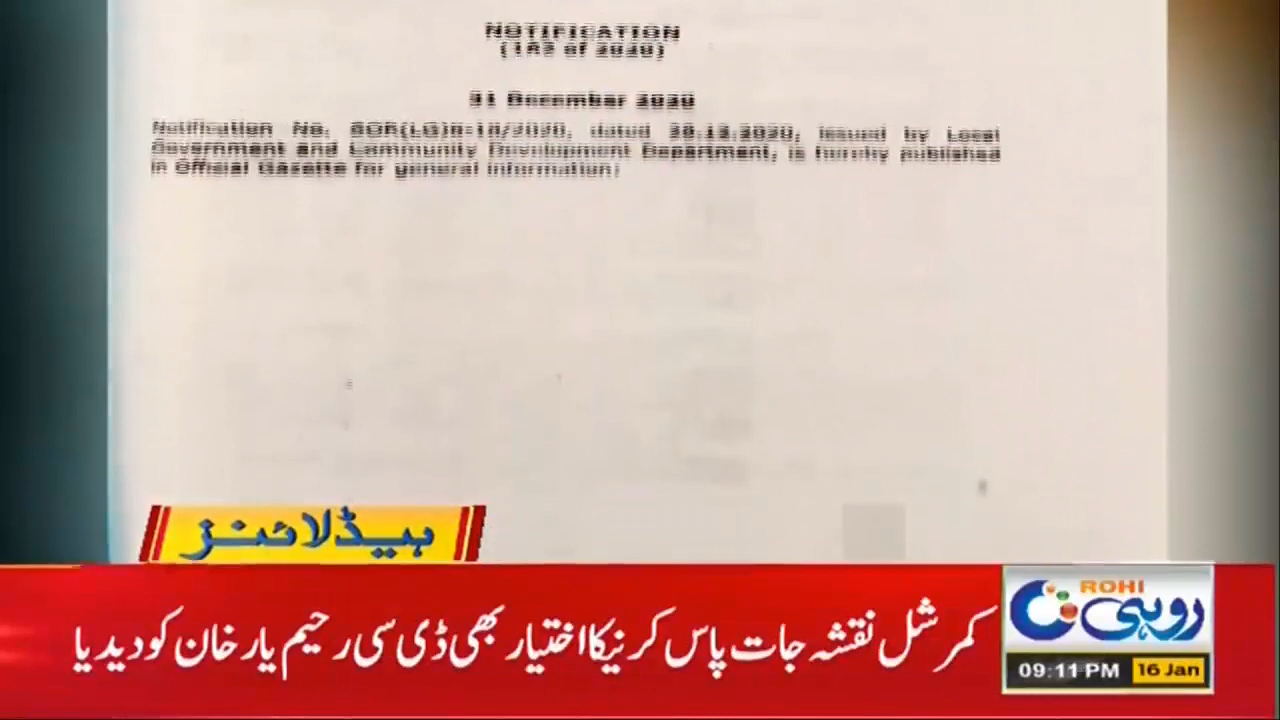 NOTIFICATION
31 December 2020
Notification No. dated issued by Local
Government and Community Development Department, is hereby published
in Official Gazette for general information
ہیڈلائنز
کمرشل نقشہ جات پاس کرنیکا اختیار بھی ڈی سی رحیم یار خان کو دیدیا
ROHI
روہی
09:11 PM 16 Jan